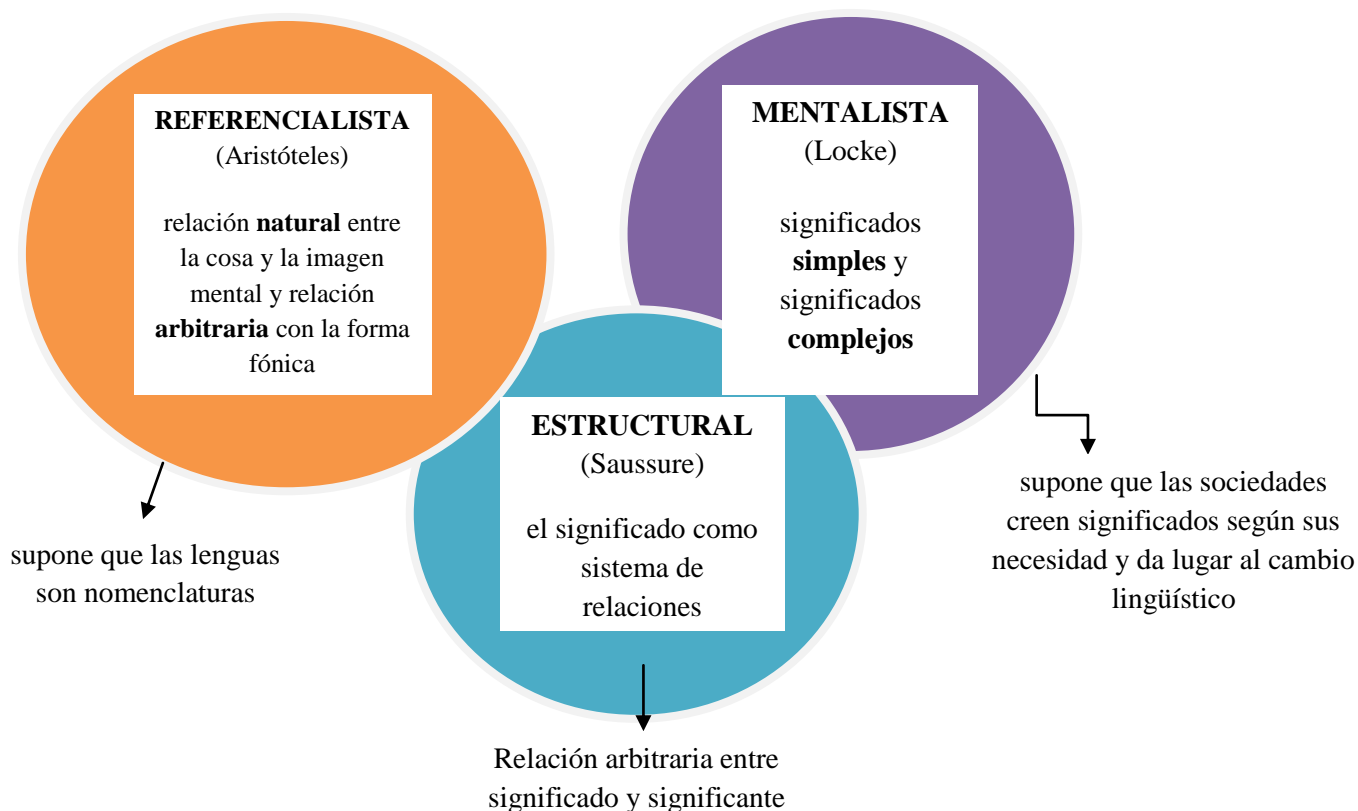 REFERENCIALISTA
(Aristóteles)
relación natural entre
la cosa y la imagen
mental y relación
arbitraria con la forma
fónica
MENTALISTA
(Locke)
significados
simples y
significados
complejos
ESTRUCTURAL
(Saussure)
el significado como
sistema de
relaciones
supone que las lenguas
son nomenclaturas
supone que las sociedades
creen significados según sus
necesidad y da lugar al cambio
lingüístico
Relación arbitraria entre
significado y significante